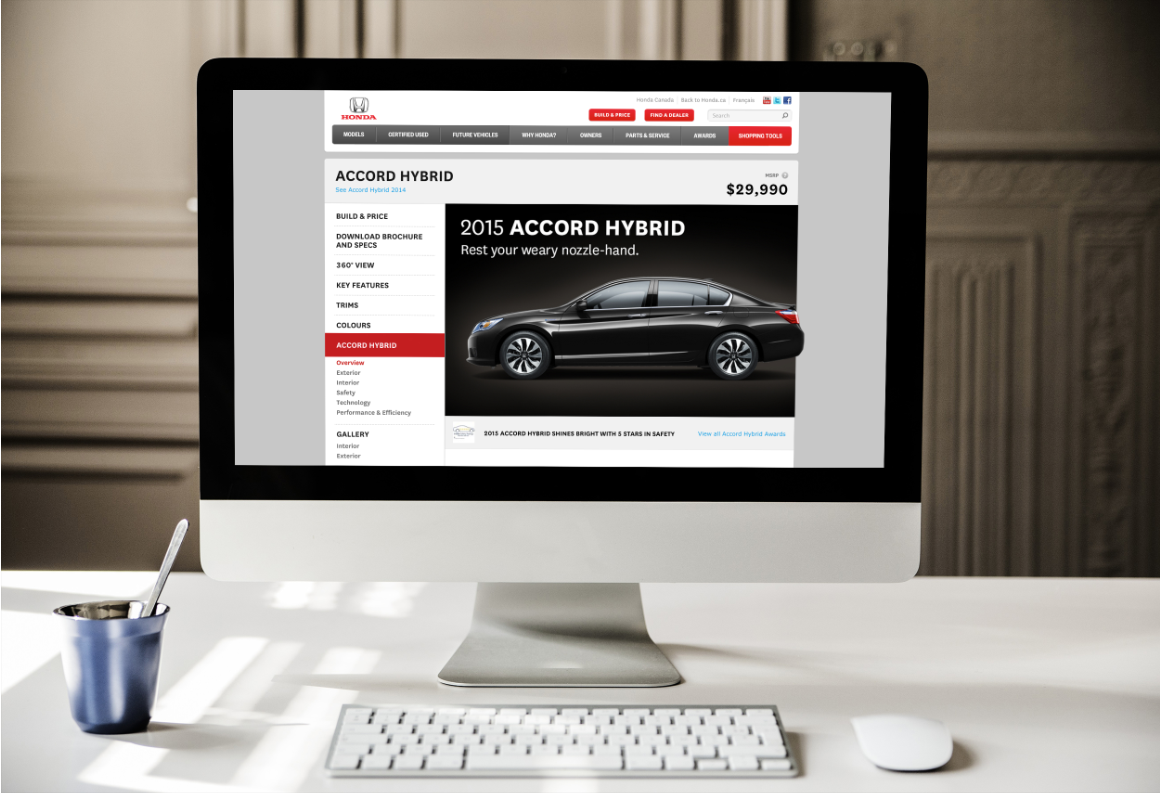 Honda Canada | Back to Honda.ca | Français
HONDA
BUILD & PRICE
FIND A DEALER
Search
MODELS
CERTIFIED USED
FUTURE VEHICLES
WHY HONDA?
OWNERS
PARTS & SERVICE
AWARDS
SHOPPING TOOLS
ACCORD HYBRID
See Accord Hybrid 2014
MSRP
$29,990
BUILD & PRICE
DOWNLOAD BROCHURE
AND SPECS
360° VIEW
KEY FEATURES
TRIMS
COLOURS
ACCORD HYBRID
Overview
Exterior
Interior
Safety
Technology
Performance & Efficiency
GALLERY
Interior
Exterior
2015 ACCORD HYBRID
Rest your weary nozzle-hand.
2015 ACCORD HYBRID SHINES BRIGHT WITH 5 STARS IN SAFETY
View all Accord Hybrid Awards